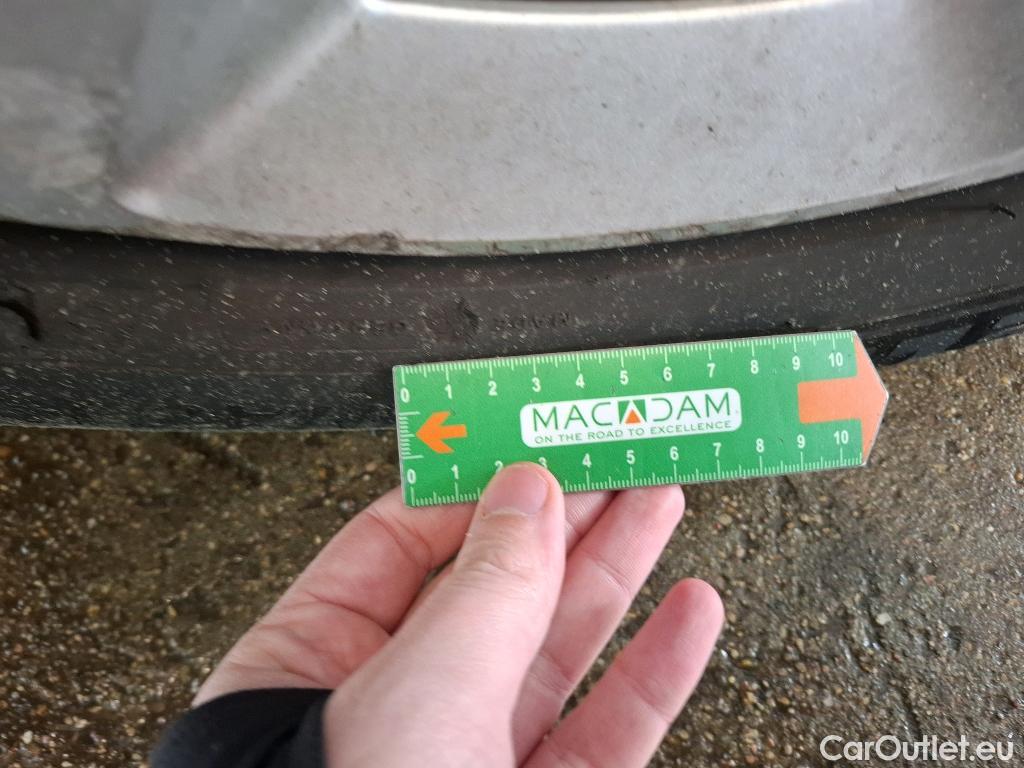 0 1 2 3 4 5 6 7 8 9 10
MACADAM
ON THE ROAD TO EXCELLENCE
0 1 2 3 4 5 6 7 8 9 10
CarOutlet.eu